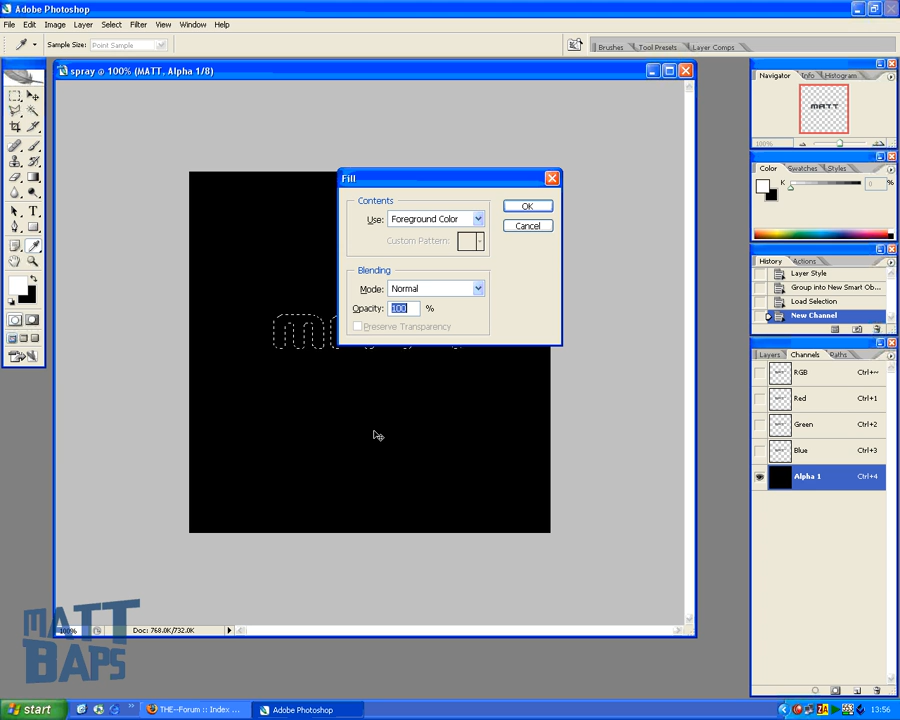 Adobe Photoshop
File Edit Image Layer Select Filter View Window Help
Sample Size: Point Sample
Brushes Tool Presets Layer Comps
spray @ 100% (MATT, Alpha 1/8)
Navigator Info Histogram
MATT
100%
Color Swatches Styles
K 0 %
Fill
Contents
Use: Foreground Color
OK
Custom Pattern:
Cancel
Blending
Mode: Normal
Opacity: 100 %
Preserve Transparency
History Actions
Layer Style
Group into New Smart Ob...
Load Selection
New Channel
Layers Channels Paths
RGB Ctrl+~
Red Ctrl+1
Green Ctrl+2
Blue Ctrl+3
Alpha 1 Ctrl+4
MATT
BAPS
100% Doc: 768.0K/732.0K
start
THE--Forum :: Index ...
Adobe Photoshop
13:56